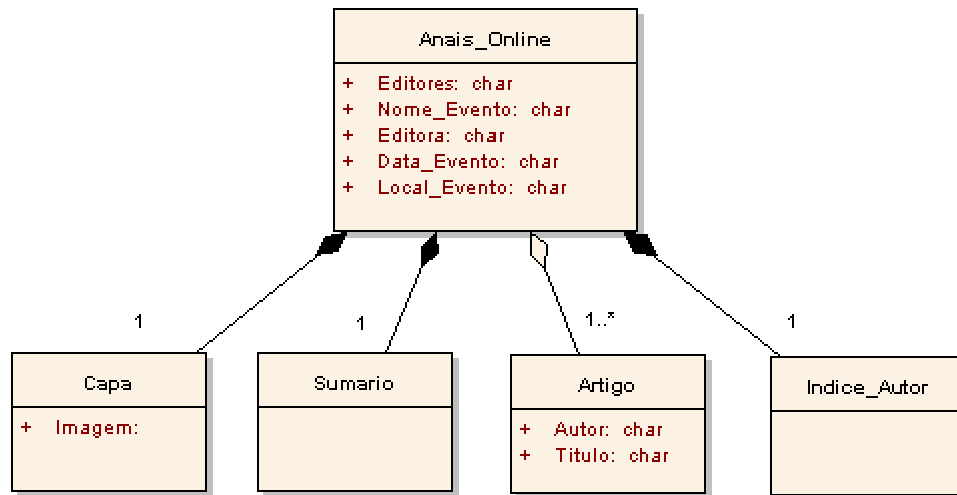 Anais_Online
+ Editores: char
+ Nome_Evento: char
+ Editora: char
+ Data_Evento: char
+ Local_Evento: char
1
1
1..*
1
Capa
+ Imagem:
Sumario
Artigo
+ Autor: char
+ Titulo: char
Indice_Autor